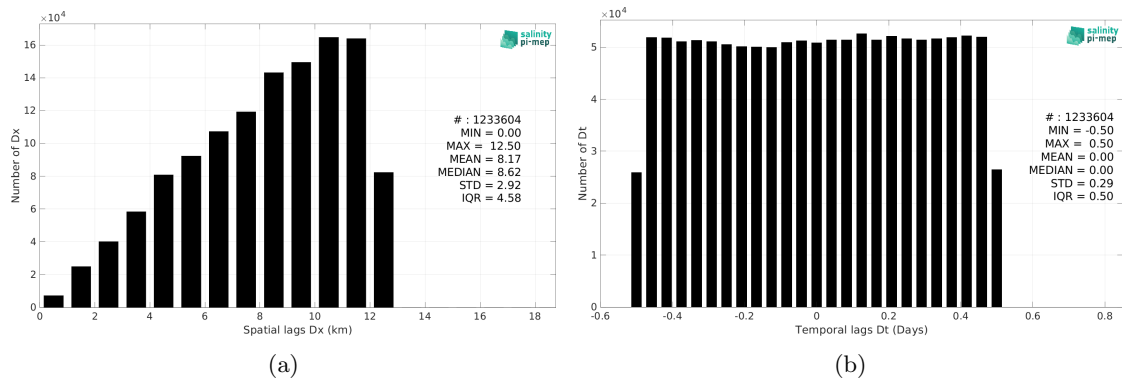 ×10⁴
16
14
12
10
8
6
4
2
0
Number of Dx
0 2 4 6 8 10 12 14 16 18
Spatial lags Dx (km)
salinity
pi-mep
# : 1233604
MIN = 0.00
MAX = 12.50
MEAN = 8.17
MEDIAN = 8.62
STD = 2.92
IQR = 4.58
(a)
×10⁴
5
4
3
2
1
0
Number of Dt
-0.6 -0.4 -0.2 0 0.2 0.4 0.6 0.8
Temporal lags Dt (Days)
salinity
pi-mep
# : 1233604
MIN = -0.50
MAX = 0.50
MEAN = 0.00
MEDIAN = 0.00
STD = 0.29
IQR = 0.50
(b)